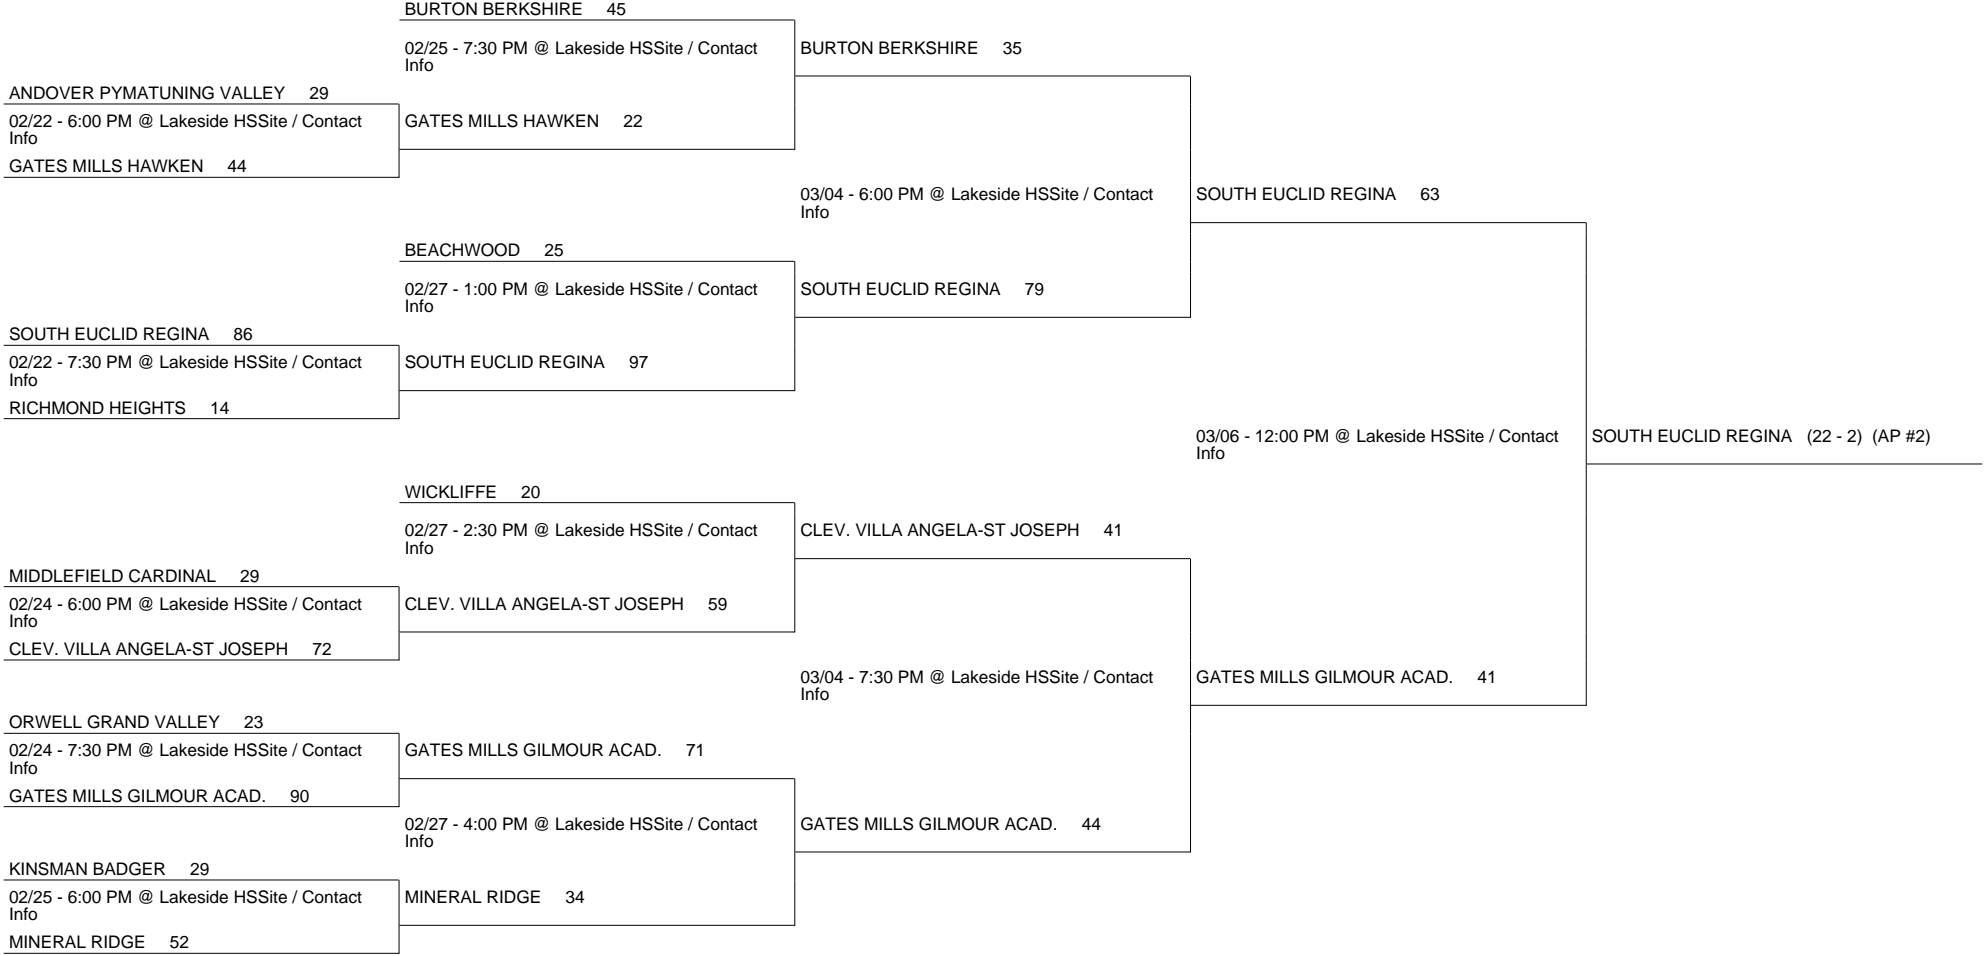 BURTON BERKSHIRE 45
02/25 - 7:30 PM @ Lakeside HSSite / Contact
Info
BURTON BERKSHIRE 35
ANDOVER PYMATUNING VALLEY 29
02/22 - 6:00 PM @ Lakeside HSSite / Contact
Info
GATES MILLS HAWKEN 22
GATES MILLS HAWKEN 44
03/04 - 6:00 PM @ Lakeside HSSite / Contact
Info
SOUTH EUCLID REGINA 63
BEACHWOOD 25
02/27 - 1:00 PM @ Lakeside HSSite / Contact
Info
SOUTH EUCLID REGINA 79
SOUTH EUCLID REGINA 86
02/22 - 7:30 PM @ Lakeside HSSite / Contact
Info
SOUTH EUCLID REGINA 97
RICHMOND HEIGHTS 14
03/06 - 12:00 PM @ Lakeside HSSite / Contact
Info
SOUTH EUCLID REGINA (22 - 2) (AP #2)
WICKLIFFE 20
02/27 - 2:30 PM @ Lakeside HSSite / Contact
Info
CLEV. VILLA ANGELA-ST JOSEPH 41
MIDDLEFIELD CARDINAL 29
02/24 - 6:00 PM @ Lakeside HSSite / Contact
Info
CLEV. VILLA ANGELA-ST JOSEPH 59
CLEV. VILLA ANGELA-ST JOSEPH 72
03/04 - 7:30 PM @ Lakeside HSSite / Contact
Info
GATES MILLS GILMOUR ACAD. 41
ORWELL GRAND VALLEY 23
02/24 - 7:30 PM @ Lakeside HSSite / Contact
Info
GATES MILLS GILMOUR ACAD. 71
GATES MILLS GILMOUR ACAD. 90
02/27 - 4:00 PM @ Lakeside HSSite / Contact
Info
GATES MILLS GILMOUR ACAD. 44
KINSMAN BADGER 29
02/25 - 6:00 PM @ Lakeside HSSite / Contact
Info
MINERAL RIDGE 34
MINERAL RIDGE 52